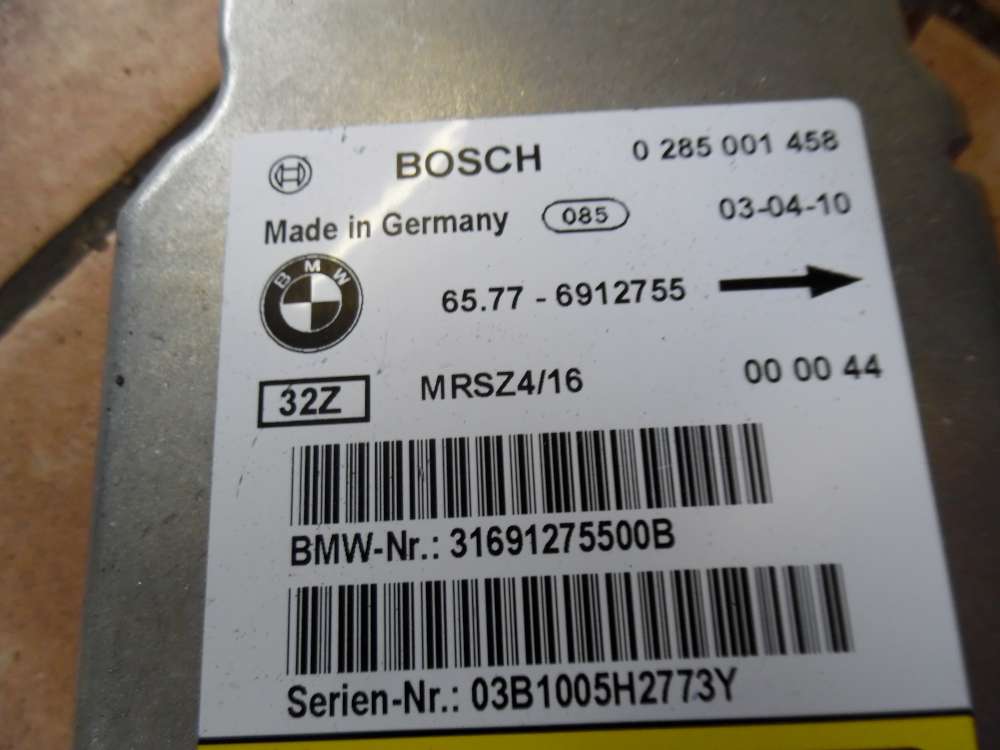 BOSCH 0 285 001 458
Made in Germany 085 03-04-10
BMW 65.77 - 6912755
32Z MRSZ4/16 00 00 44
BMW-Nr.: 31691275500B
Serien-Nr.: 03B1005H2773Y